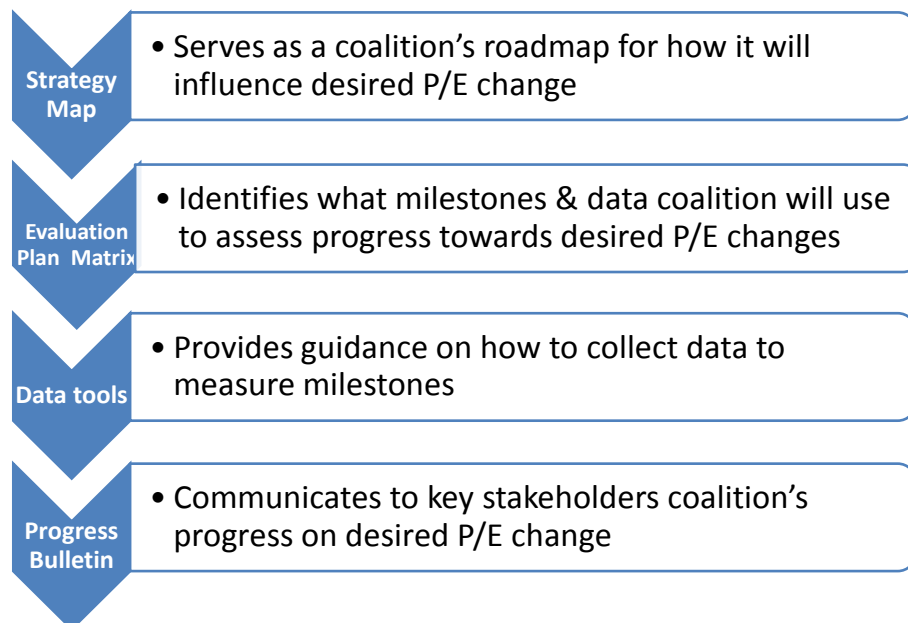 Strategy
Map
• Serves as a coalition’s roadmap for how it will
influence desired P/E change
Evaluation
Plan Matrix
• Identifies what milestones & data coalition will use
to assess progress towards desired P/E changes
Data tools
• Provides guidance on how to collect data to
measure milestones
Progress
Bulletin
• Communicates to key stakeholders coalition’s
progress on desired P/E change